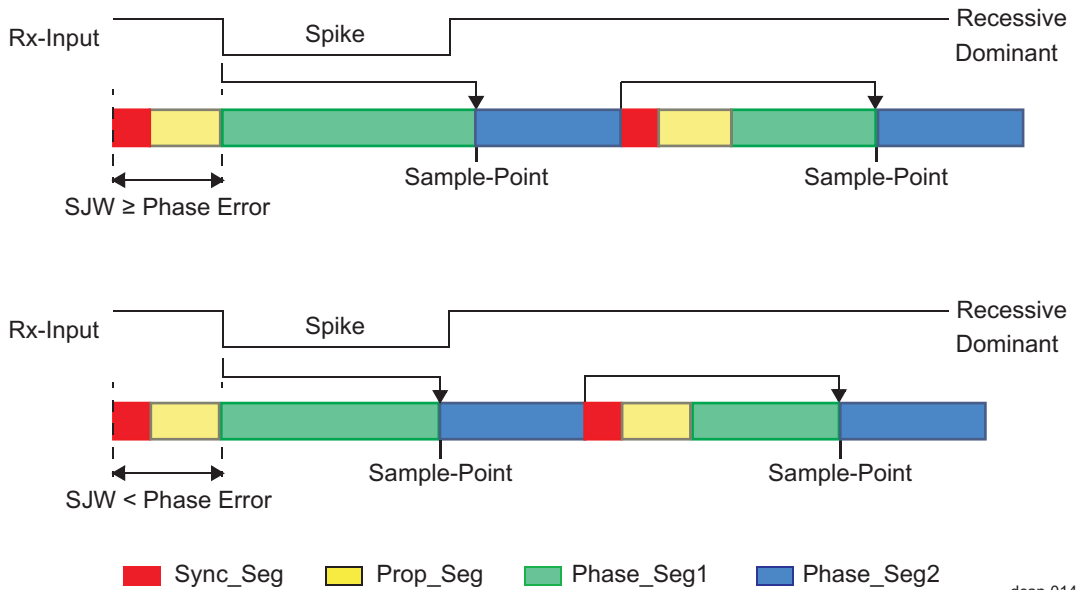 Rx-Input
Spike
Recessive
Dominant
Sample-Point
Sample-Point
SJW ≥ Phase Error
Rx-Input
Spike
Recessive
Dominant
Sample-Point
Sample-Point
SJW < Phase Error
Sync_Seg
Prop_Seg
Phase_Seg1
Phase_Seg2